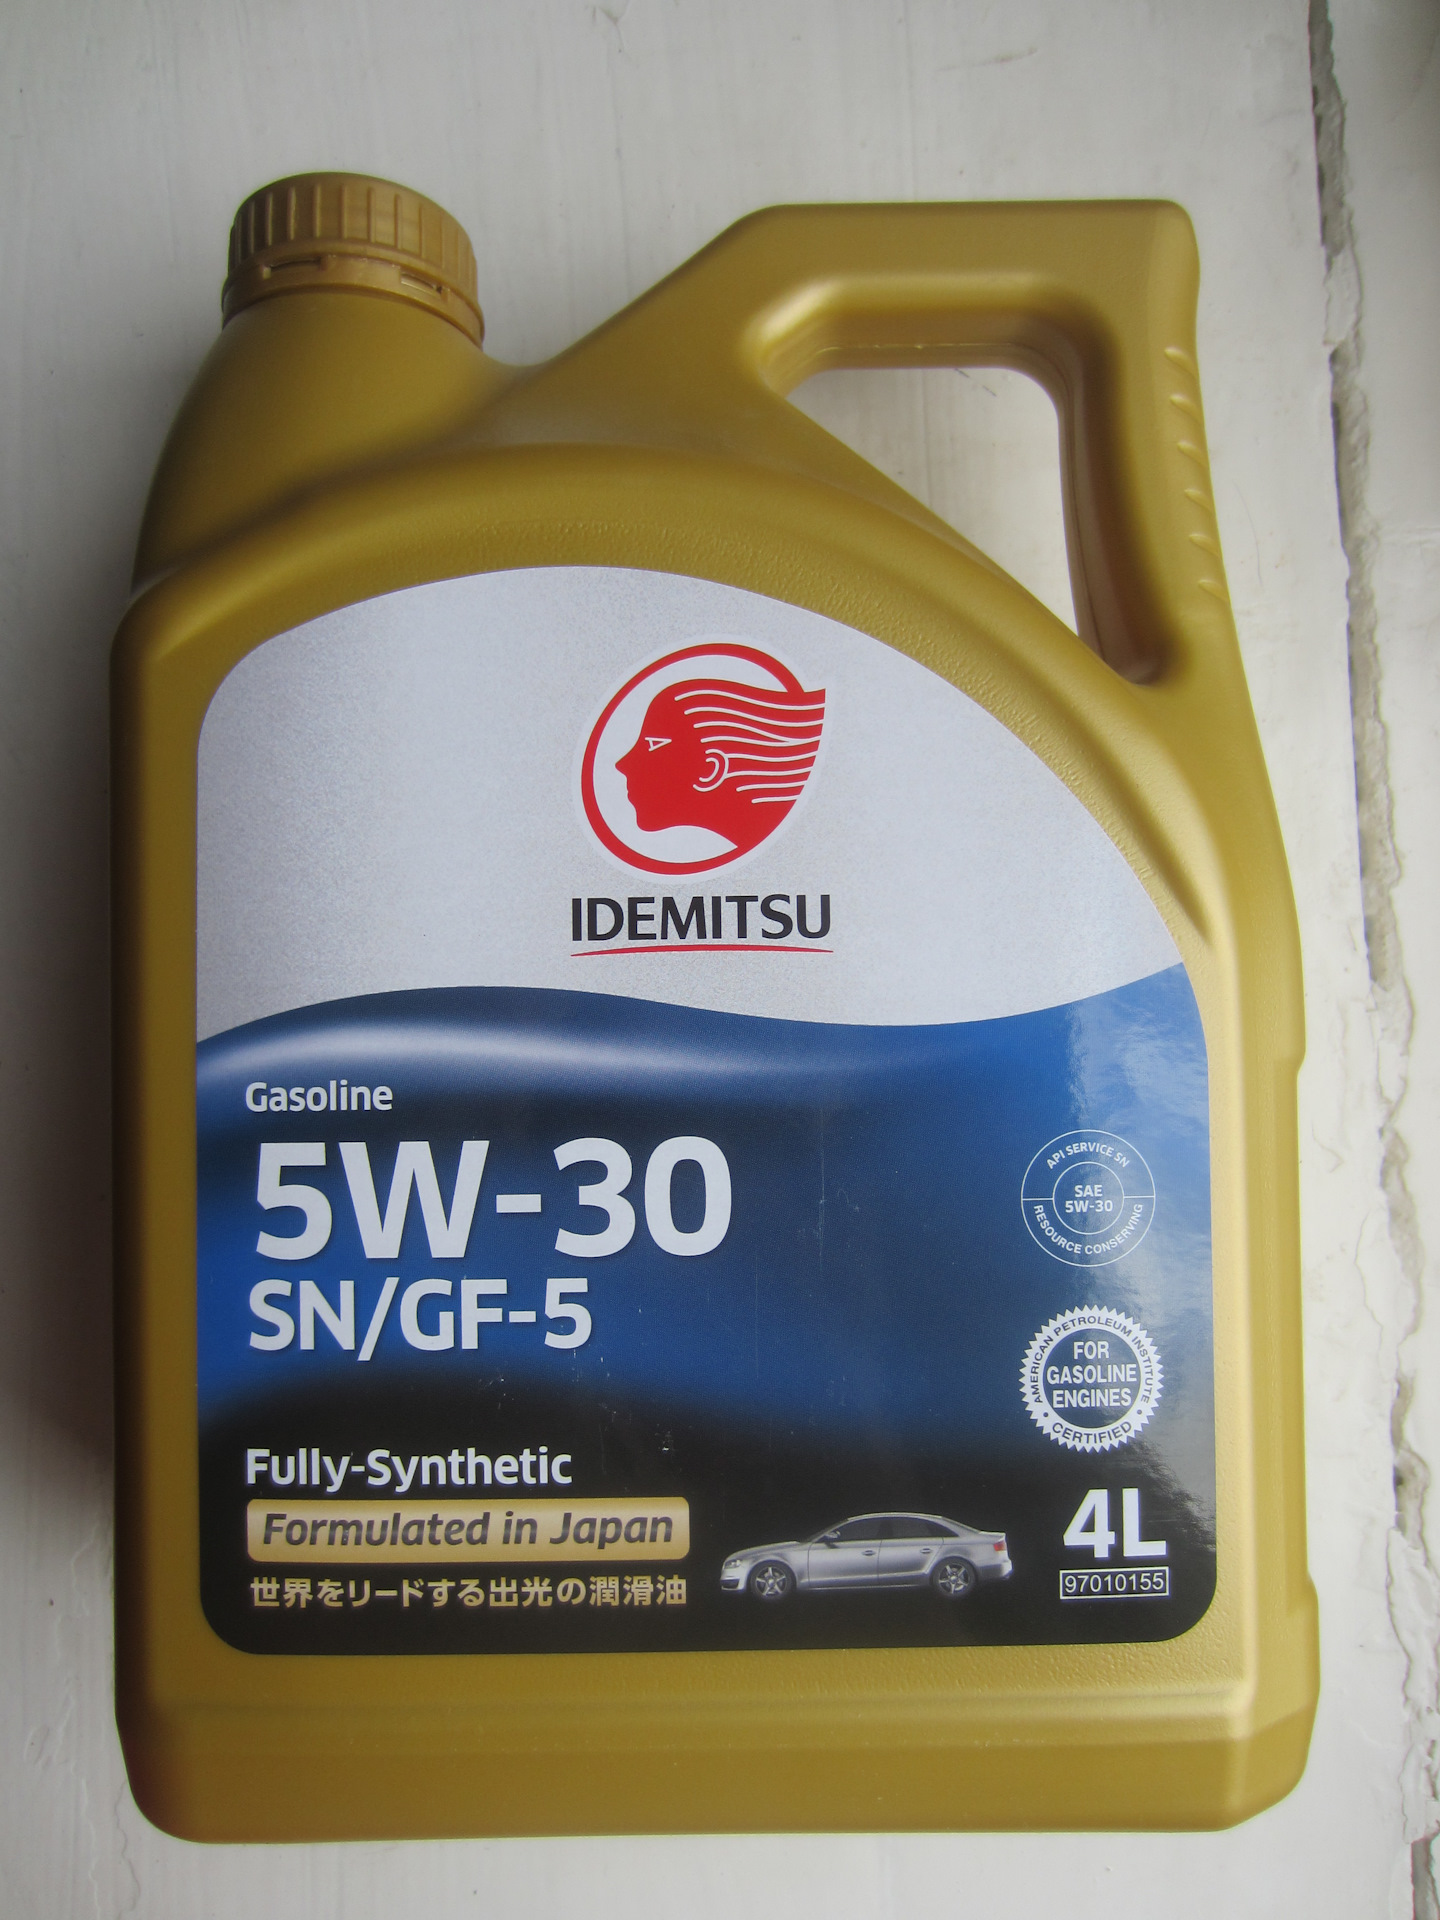 IDEMITSU
Gasoline
5W-30
SN/GF-5
API SERVICE SN
SAE
5W-30
RESOURCE CONSERVING
AMERICAN PETROLEUM INSTITUTE
FOR
GASOLINE
ENGINES
CERTIFIED
Fully-Synthetic
Formulated in Japan
世界をリードする出光の潤滑油
4L
97010155